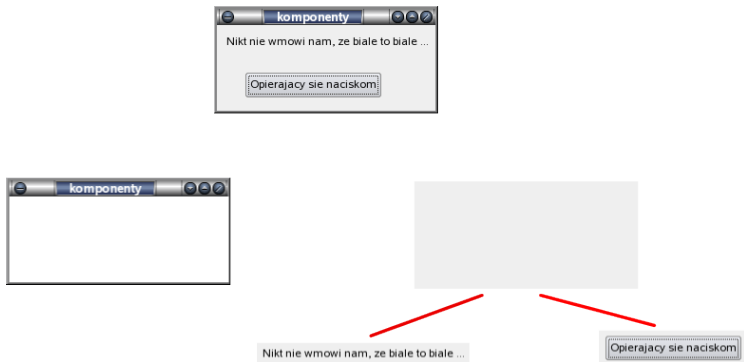 komponenty
Nikt nie wmowi nam, ze biale to biale ...
Opierajacy sie naciskom
komponenty
Nikt nie wmowi nam, ze biale to biale ...
Opierajacy sie naciskom